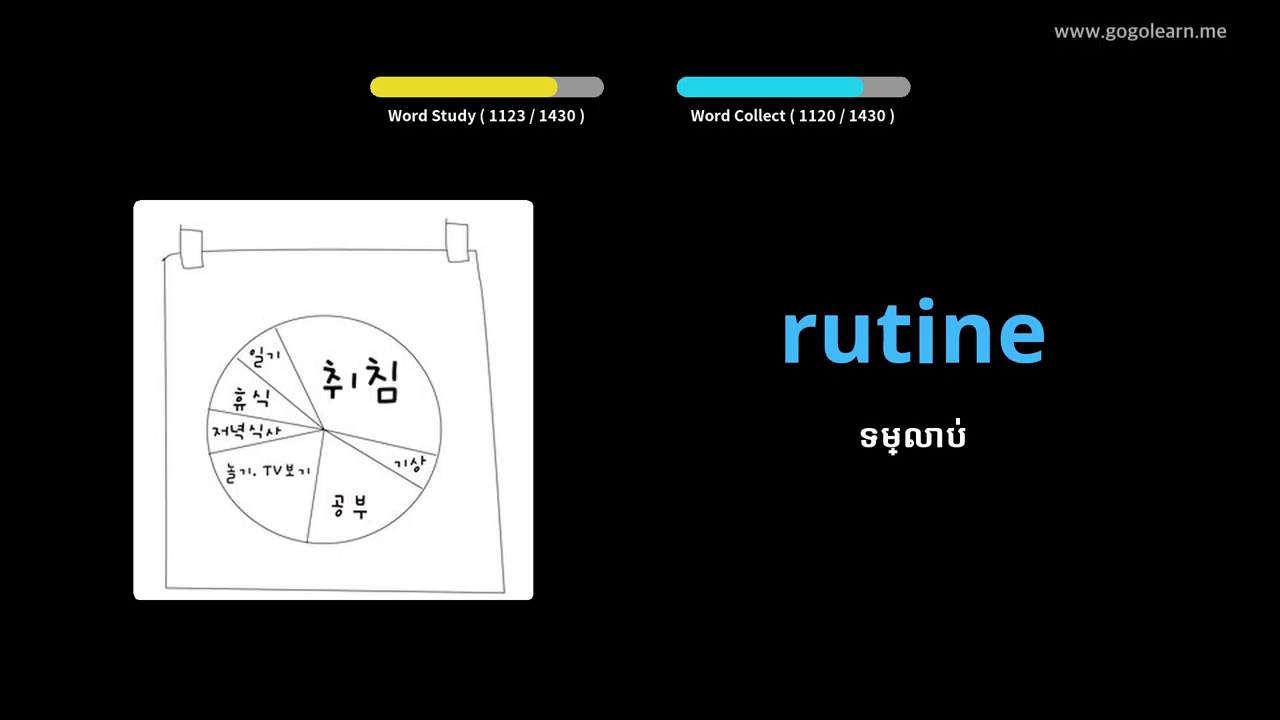 www.gogolearn.me
Word Study ( 1123 / 1430 )
Word Collect ( 1120 / 1430 )
일기
취침
휴식
저녁식사
놀기. TV보기
기상
공부
rutine
ទម្លាប់